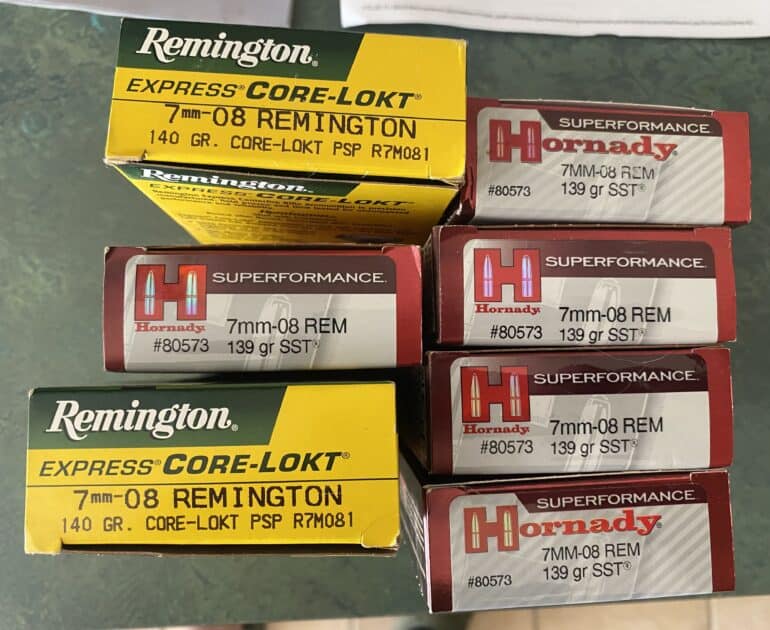 Remington®
EXPRESS® CORE-LOKT®
7mm-08 REMINGTON
140 GR. CORE-LOKT PSP R7M081
Remington®
EXPRESS® CORE-LOKT®
SUPERFORMANCE
Hornady®
7MM-08 REM
#80573 139 gr SST®
SUPERFORMANCE.
H
Hornady.
7mm-08 REM
#80573 139 gr SST®
SUPERFORMANCE.
H
Hornady.
7mm-08 REM
#80573 139 gr SST®
Remington®
EXPRESS® CORE-LOKT®
7mm-08 REMINGTON
140 GR. CORE-LOKT PSP R7M081
SUPERFORMANCE.
H
Hornady.
7mm-08 REM
#80573 139 gr SST®
SUPERFORMANCE
Hornady®
7MM-08 REM
#80573 139 gr SST®